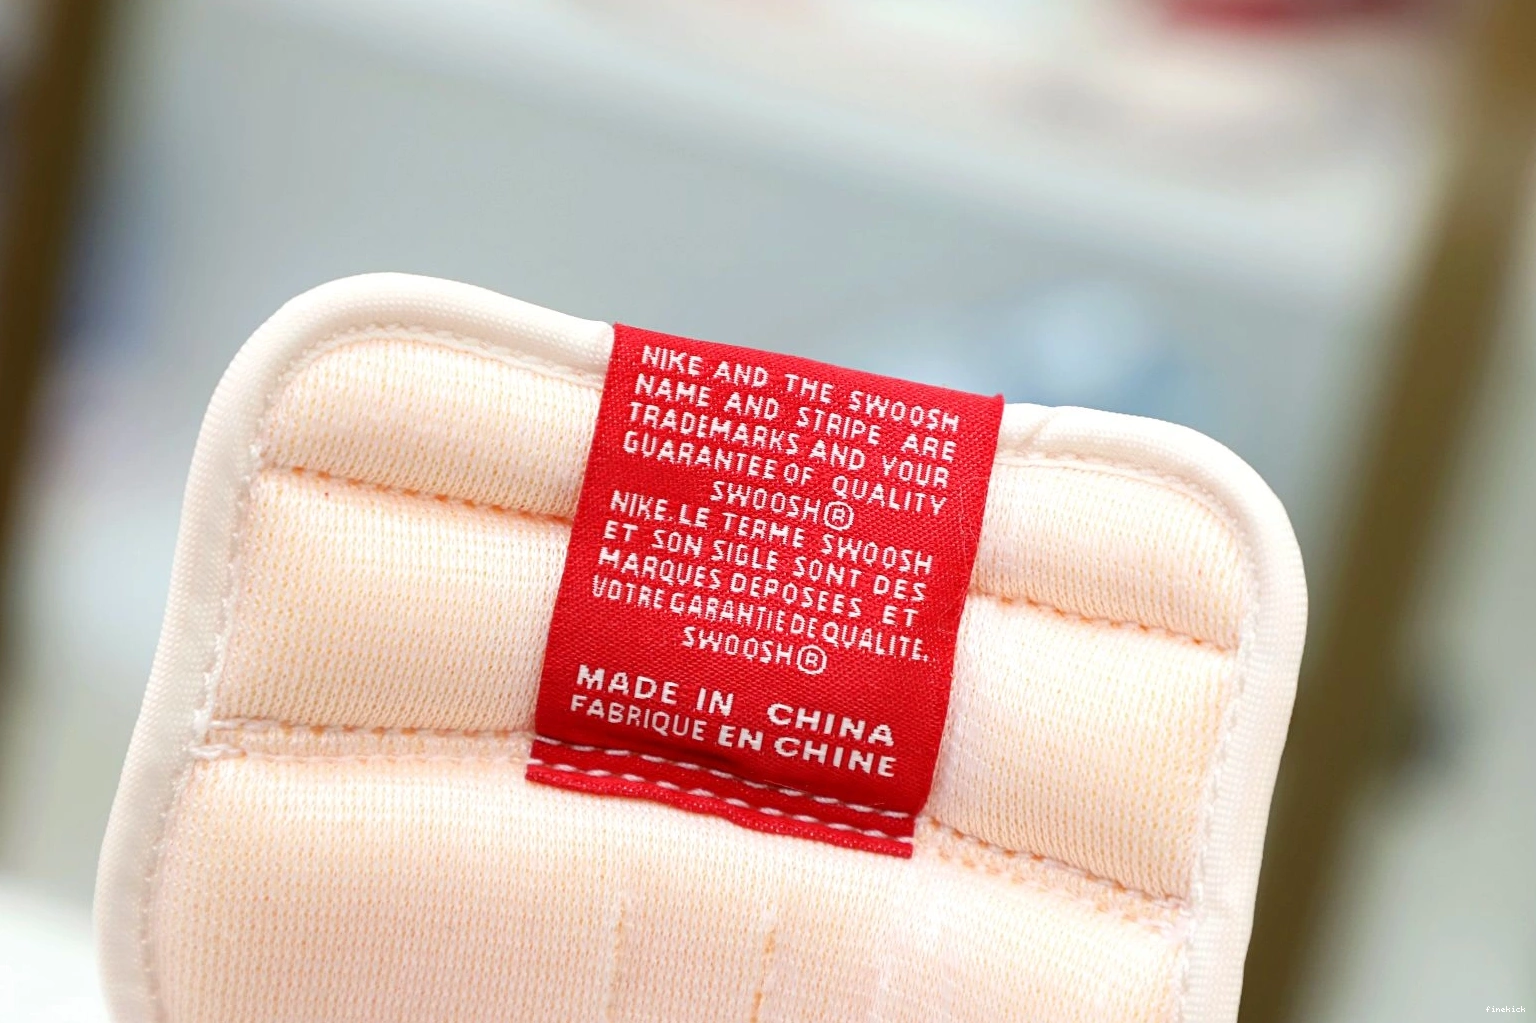 NIKE AND THE SWOOSH
NAME AND STRIPE ARE
TRADEMARKS AND YOUR
GUARANTEE OF QUALITY
SWOOSH®
NIKE.LE TERME SWOOSH
ET SON SIGLE SONT DES
MARQUES DEPOSEES ET
VOTRE GARANTIE DE QUALITE.
SWOOSH®
MADE IN CHINA
FABRIQUE EN CHINE
finekick